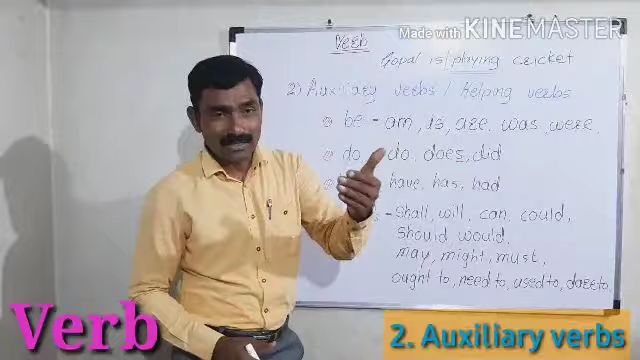 Made with KINEMASTER
Verb
Gopal is/playing cricket
2) Auxiliary verbs / Helping verbs
be - am, is, are, was, were.
do - do, does, did
have, has, had
- Shall, will, can, could,
should would,
may, might, must,
ought to, need to, used to, dare to.
Verb
2. Auxiliary verbs